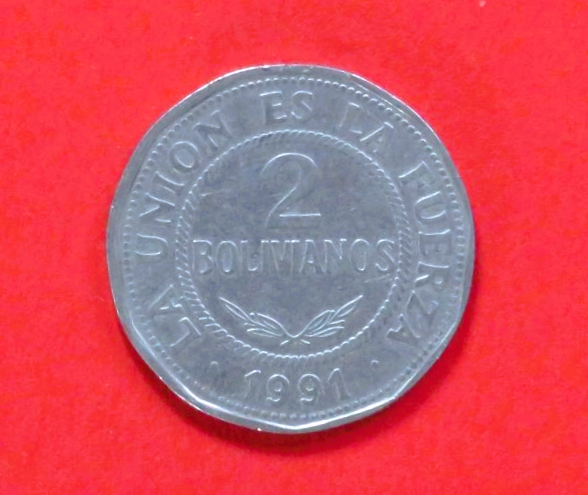 LA UNION ES LA FUERZA
2
BOLIVIANOS
1991